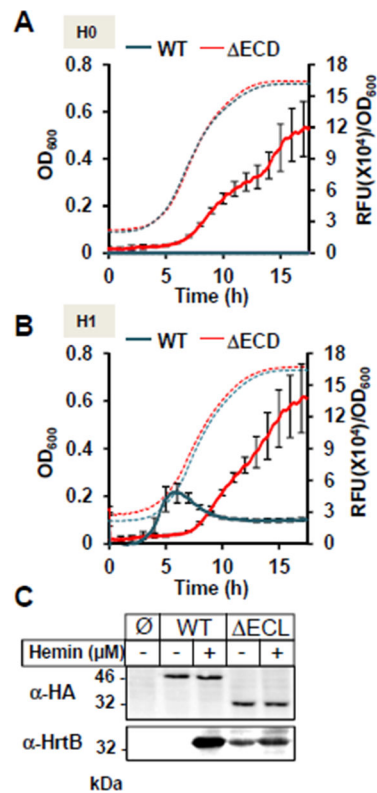 A
H0
WT ΔECD
OD600
0.8
0.6
0.4
0.2
0
18
15
12
9
6
3
0
RFU(X10⁴)/OD600
0 5 10 15
Time (h)
B
H1
WT ΔECD
OD600
0.8
0.6
0.4
0.2
0
18
15
12
9
6
3
0
RFU(X10⁴)/OD600
0 5 10 15
Time (h)
C
Ø WT ΔECL
Hemin (µM) - - + - +
α-HA
46
32
α-HrtB
32
kDa